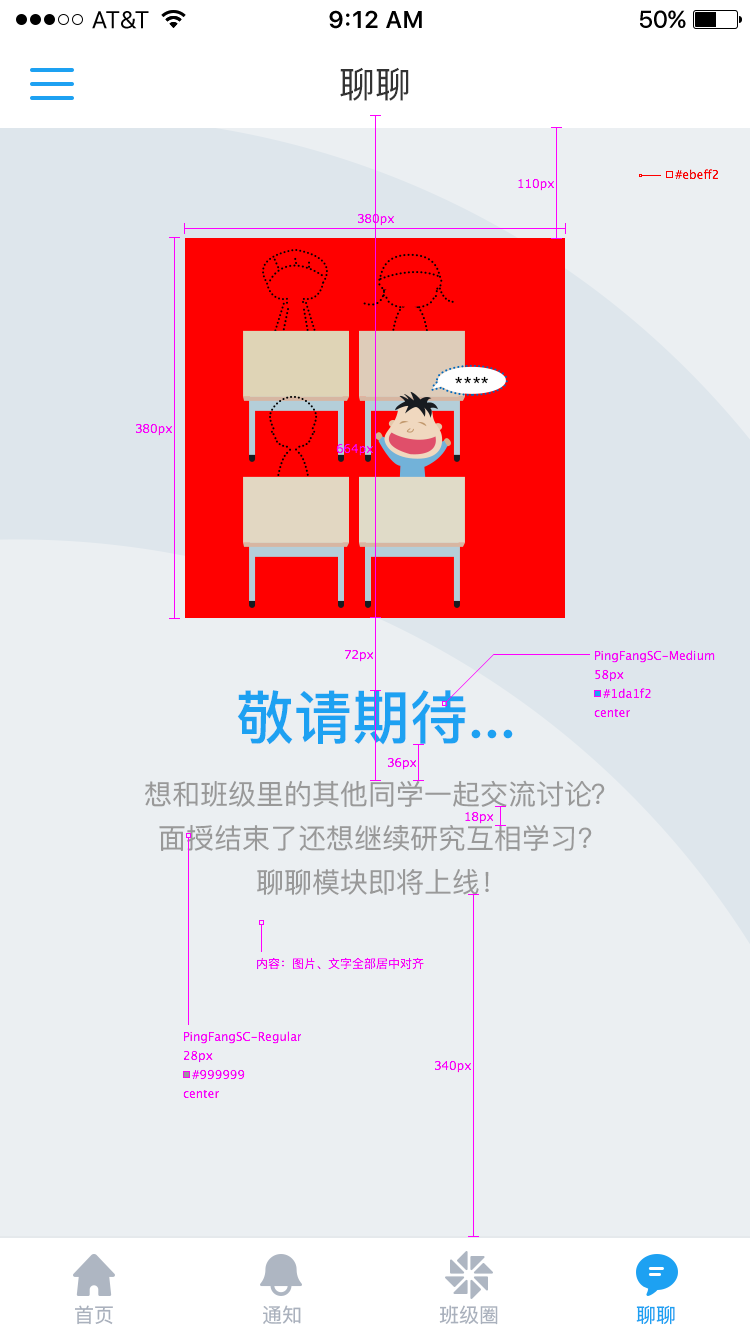 AT&T
9:12 AM
50%
聊聊
110px
#ebeff2
380px
380px
****
664px
72px
PingFangSC-Medium
58px
#1da1f2
center
敬请期待...
36px
想和班级里的其他同学一起交流讨论?
18px
面授结束了还想继续研究互相学习?
聊聊模块即将上线!
内容：图片、文字全部居中对齐
PingFangSC-Regular
28px
#999999
center
340px
首页
通知
班级圈
聊聊